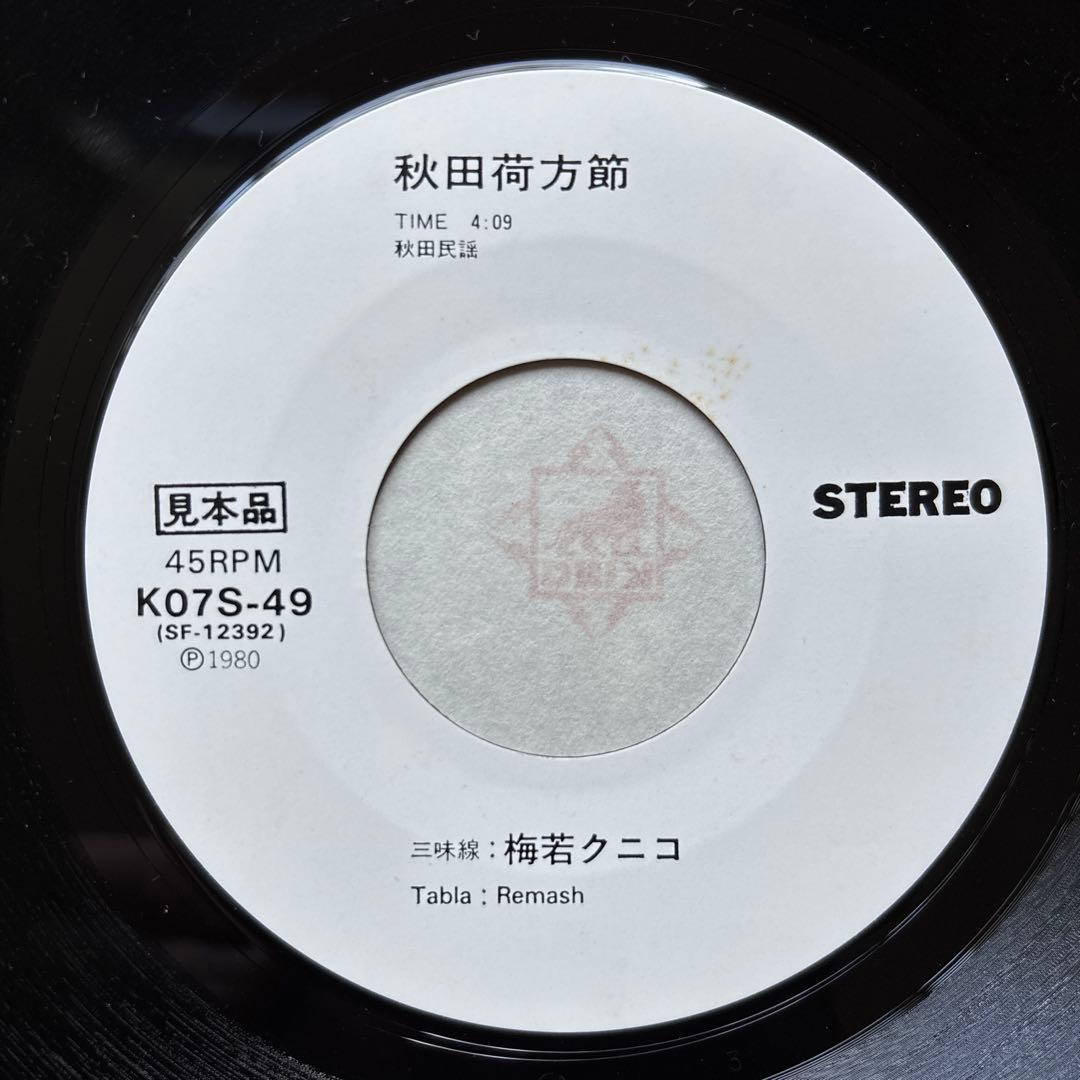 秋田荷方節
TIME 4:09
秋田民謡
見本品
45RPM
K07S-49
(SF-12392)
Ⓟ1980
STEREO
三味線:梅若クニコ
Tabla : Remash